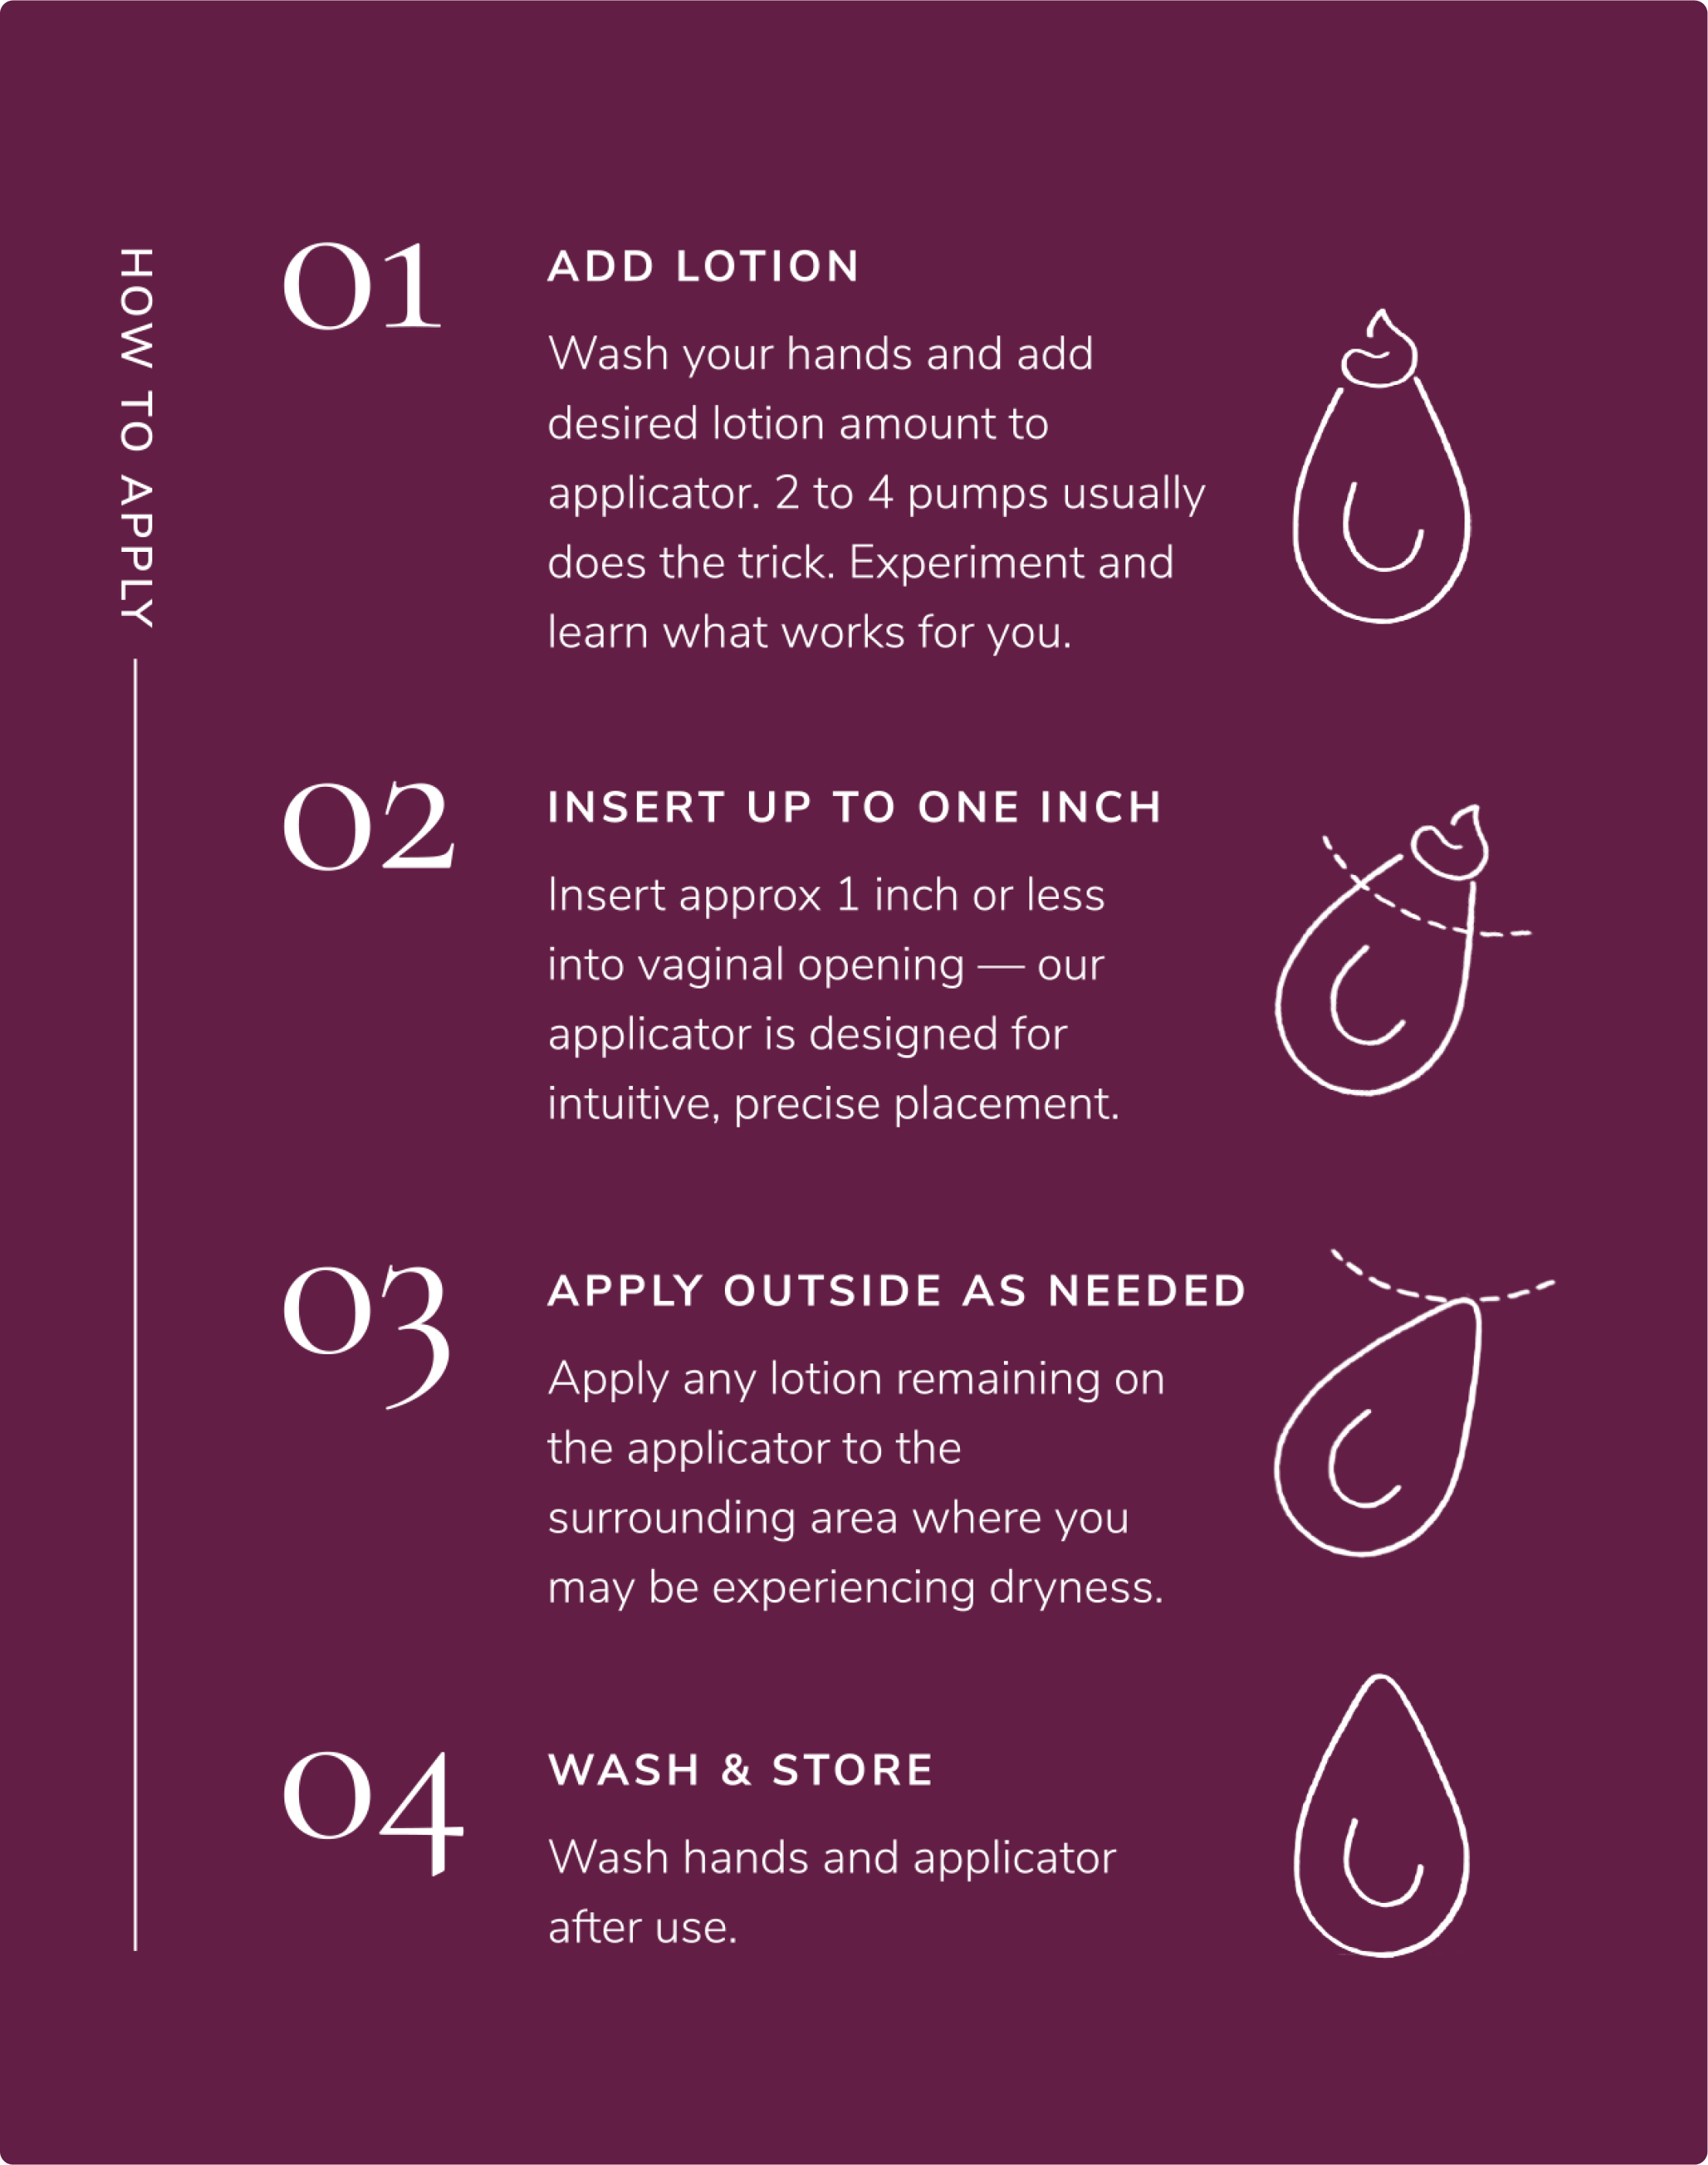 HOW TO APPLY
01
ADD LOTION
Wash your hands and add
desired lotion amount to
applicator. 2 to 4 pumps usually
does the trick. Experiment and
learn what works for you.
02
INSERT UP TO ONE INCH
Insert approx 1 inch or less
into vaginal opening — our
applicator is designed for
intuitive, precise placement.
03
APPLY OUTSIDE AS NEEDED
Apply any lotion remaining on
the applicator to the
surrounding area where you
may be experiencing dryness.
04
WASH & STORE
Wash hands and applicator
after use.